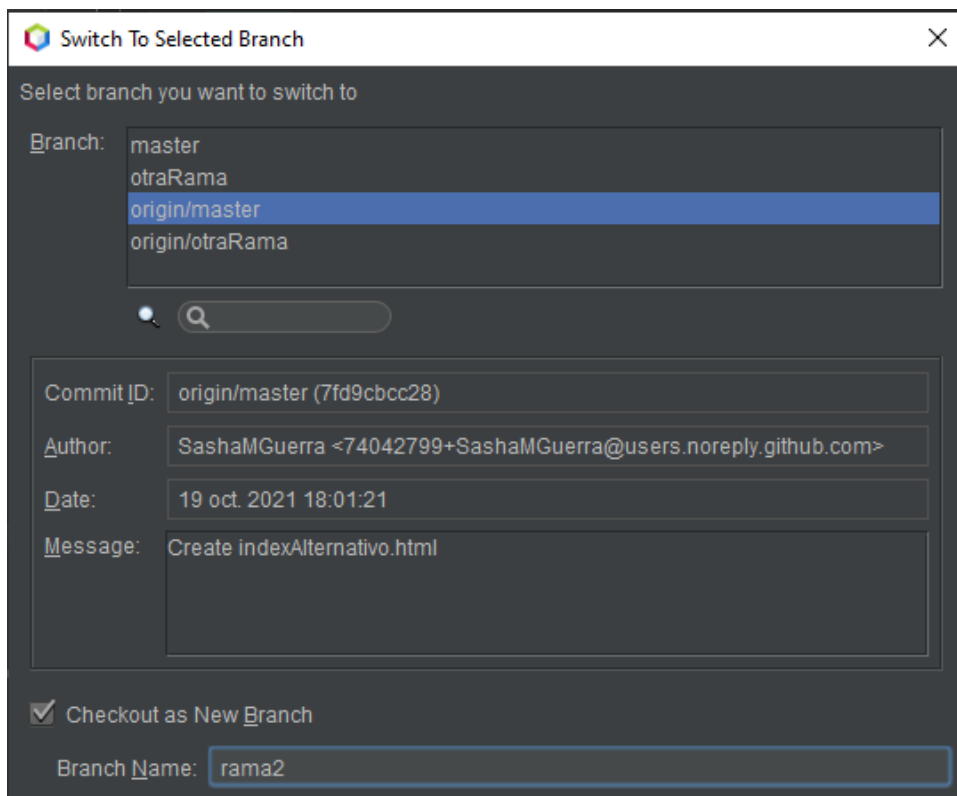 Switch To Selected Branch
Select branch you want to switch to
Branch: master
otraRama
origin/master
origin/otraRama
Commit ID: origin/master (7fd9cbcc28)
Author: SashaMGuerra <74042799+SashaMGuerra@users.noreply.github.com>
Date: 19 oct. 2021 18:01:21
Message: Create indexAlternativo.html
Checkout as New Branch
Branch Name: rama2